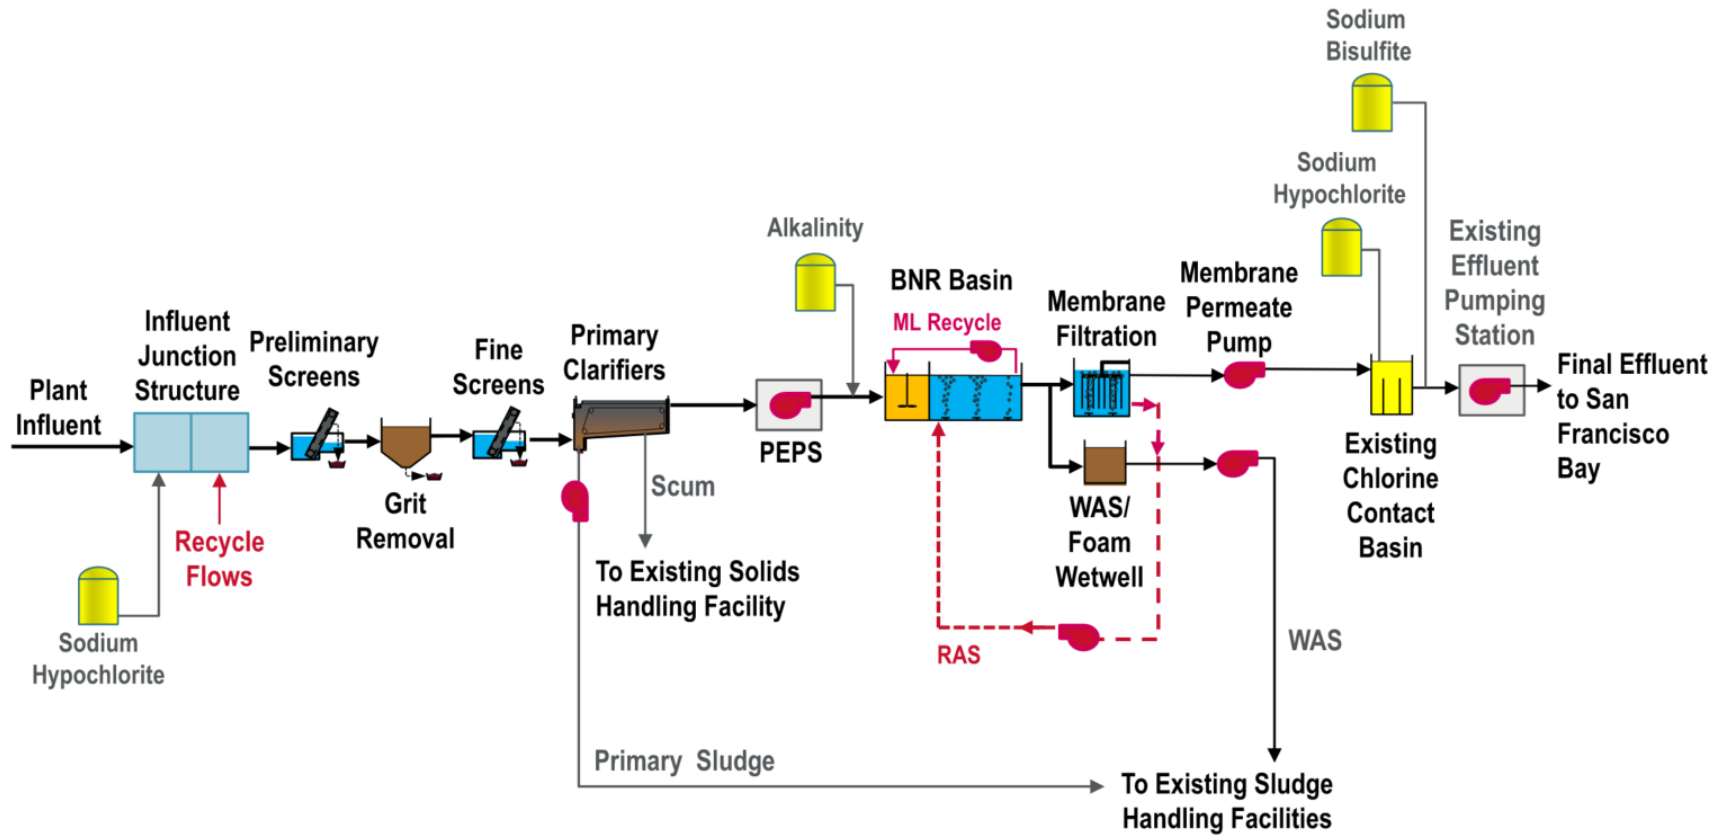 Sodium
Bisulfite
Sodium
Hypochlorite
Alkalinity
Existing
Effluent
Pumping
Station
BNR Basin
ML Recycle
Membrane
Filtration
Membrane
Permeate
Pump
Influent
Junction
Structure
Preliminary
Screens
Fine
Screens
Primary
Clarifiers
Plant
Influent
Final Effluent
to San
Francisco
Bay
PEPS
Grit
Removal
Scum
Existing
Chlorine
Contact
Basin
WAS/
Foam
Wetwell
Recycle
Flows
To Existing Solids
Handling Facility
Sodium
Hypochlorite
RAS
WAS
Primary Sludge
To Existing Sludge
Handling Facilities